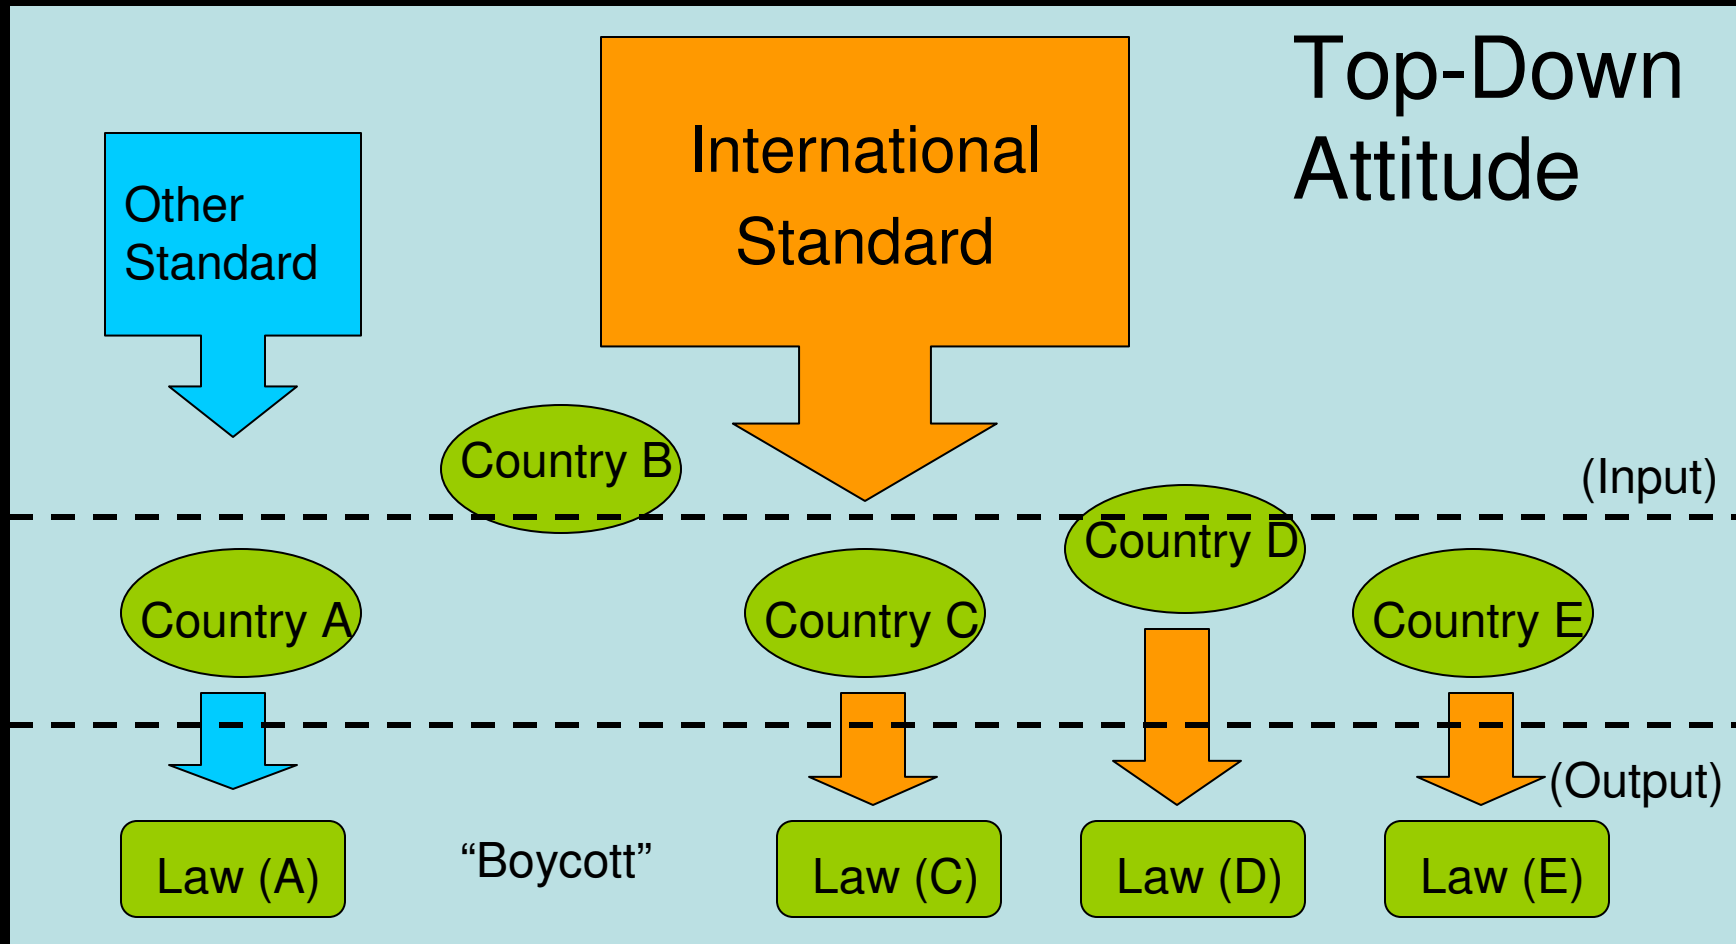 Top-Down
Attitude
International
Standard
Other
Standard
Country B
(Input)
Country D
Country A
Country C
Country E
(Output)
Law (A)
“Boycott”
Law (C)
Law (D)
Law (E)